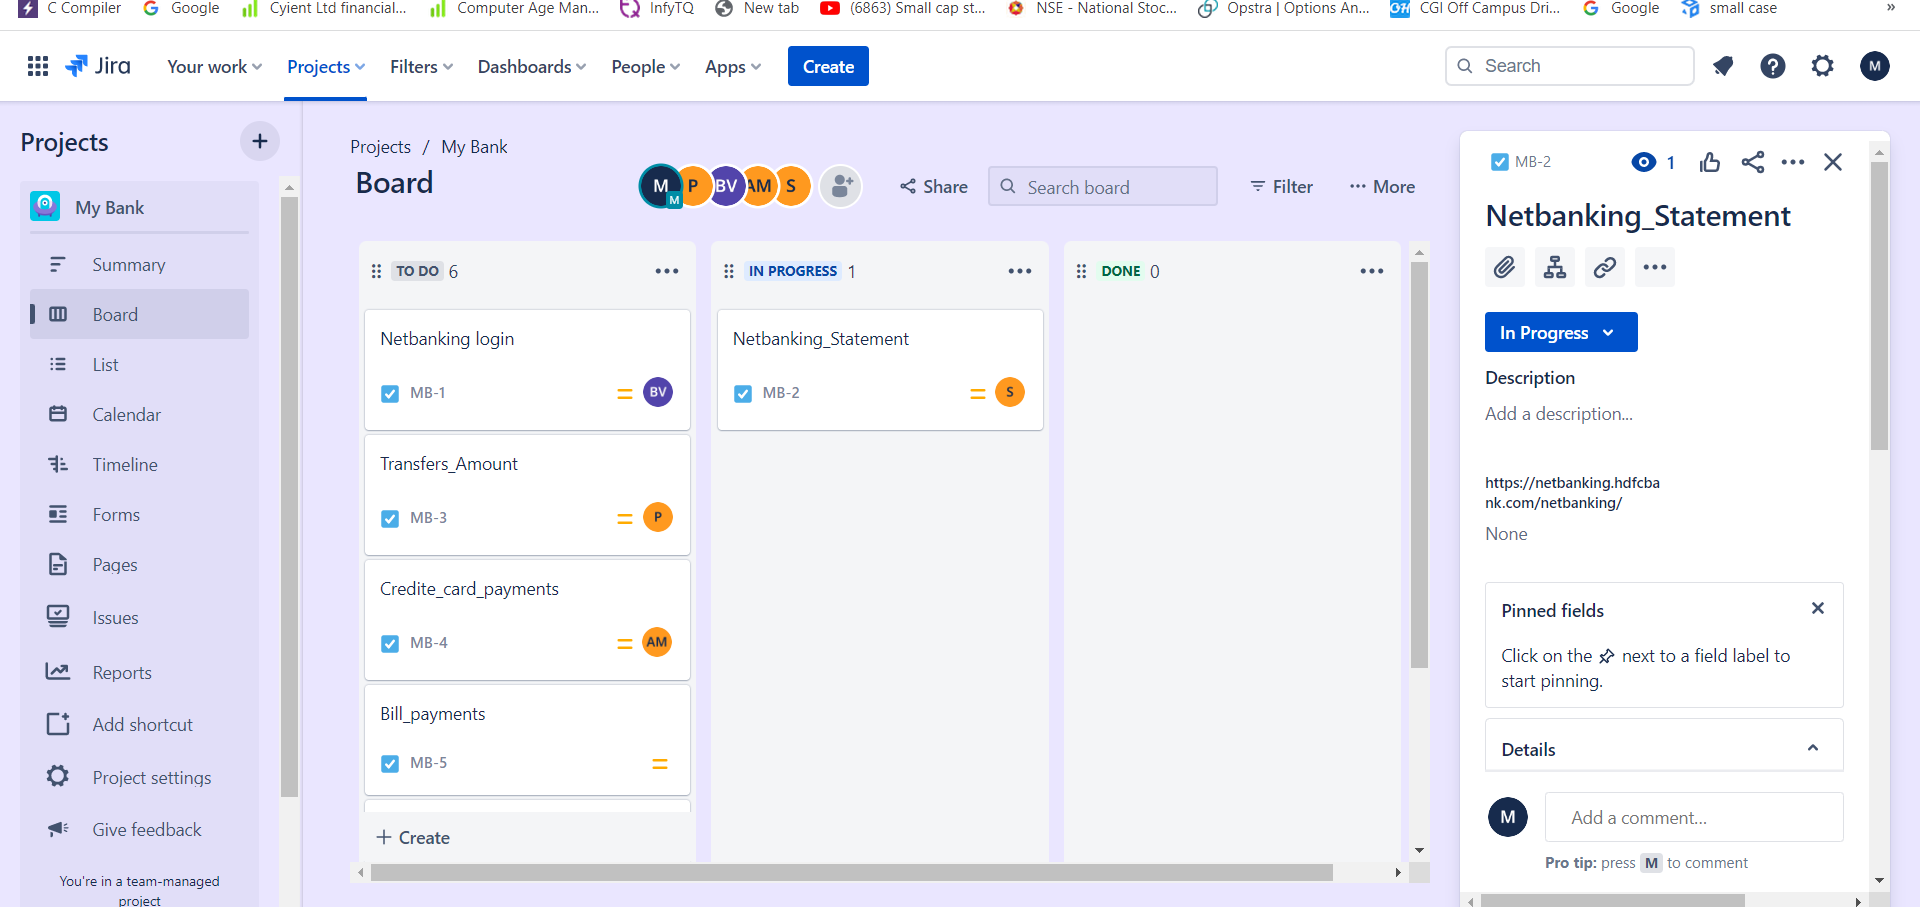 C Compiler Google Cyient Ltd financial... Computer Age Man... InfyTQ New tab (6863) Small cap st... NSE - National Stoc... Opstra | Options An... CGI Off Campus Dri... Google small case »
Jira Your work Projects Filters Dashboards People Apps Create Search M
Projects
My Bank
Summary
Board
List
Calendar
Timeline
Forms
Pages
Issues
Reports
Add shortcut
Project settings
Give feedback
You're in a team-managed
project
Projects / My Bank
Board M M P BV AM S Share Search board Filter More
TO DO 6
Netbanking login
MB-1 BV
Transfers_Amount
MB-3 P
Credite_card_payments
MB-4 AM
Bill_payments
MB-5
Create
IN PROGRESS 1
Netbanking_Statement
MB-2 S
DONE 0
MB-2 1
Netbanking_Statement
In Progress
Description
Add a description...
https://netbanking.hdfcba
nk.com/netbanking/
None
Pinned fields
Click on the next to a field label to
start pinning.
Details
M Add a comment...
Pro tip: press M to comment